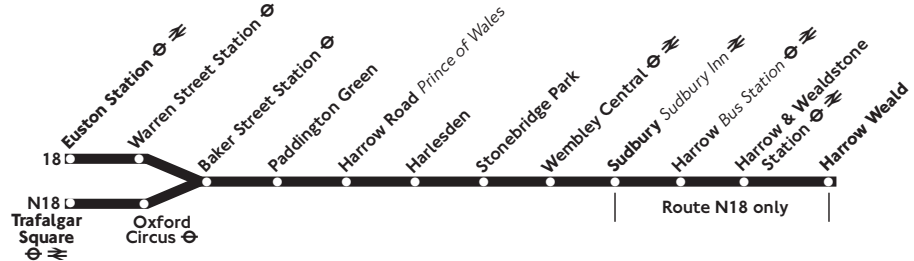 Euston Station
Warren Street Station
Baker Street Station
Paddington Green
Harrow Road Prince of Wales
Harlesden
Stonebridge Park
Wembley Central
Sudbury Sudbury Inn
Harrow Bus Station
Harrow & Wealdstone
Station
Harrow Weald
18
N18
Trafalgar
Square
Oxford
Circus
Route N18 only